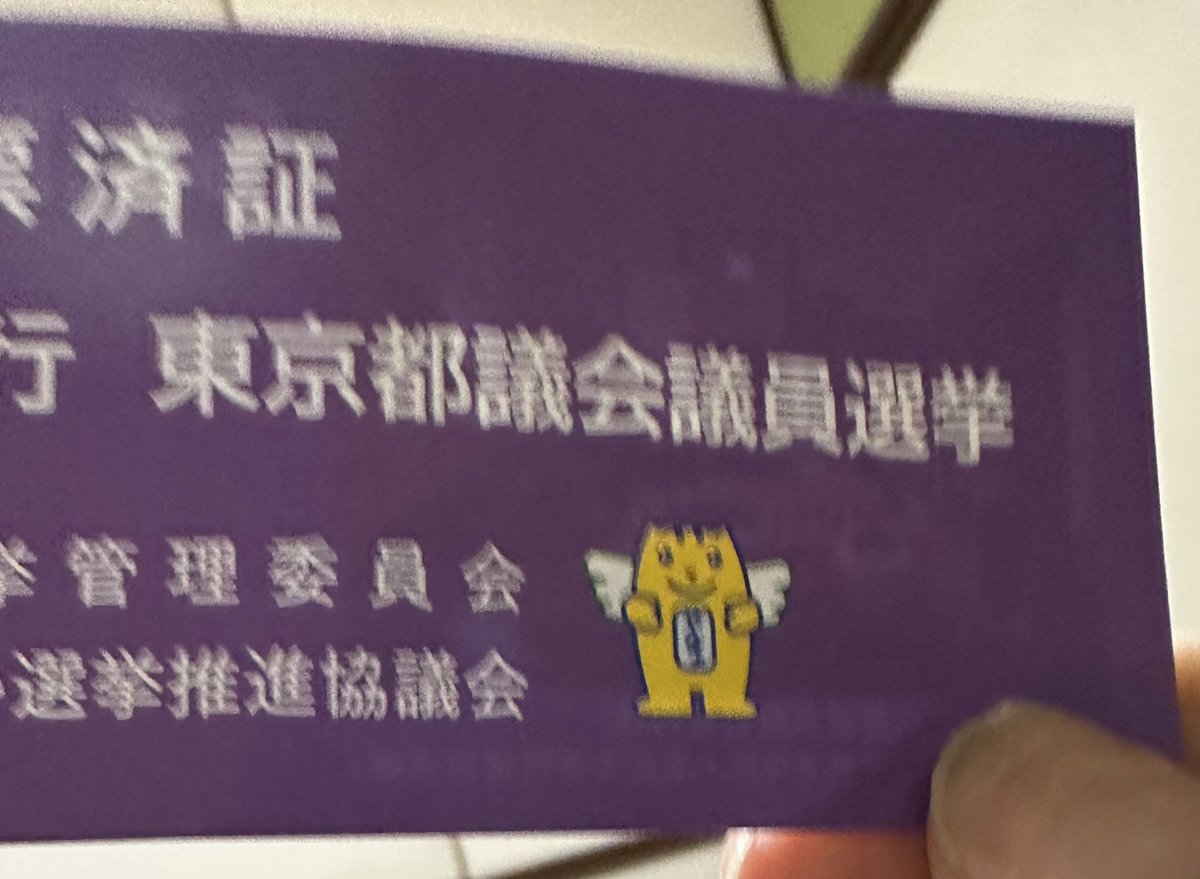 済証
行 東京都議会議員選挙
挙管理委員会
選挙推進協議会